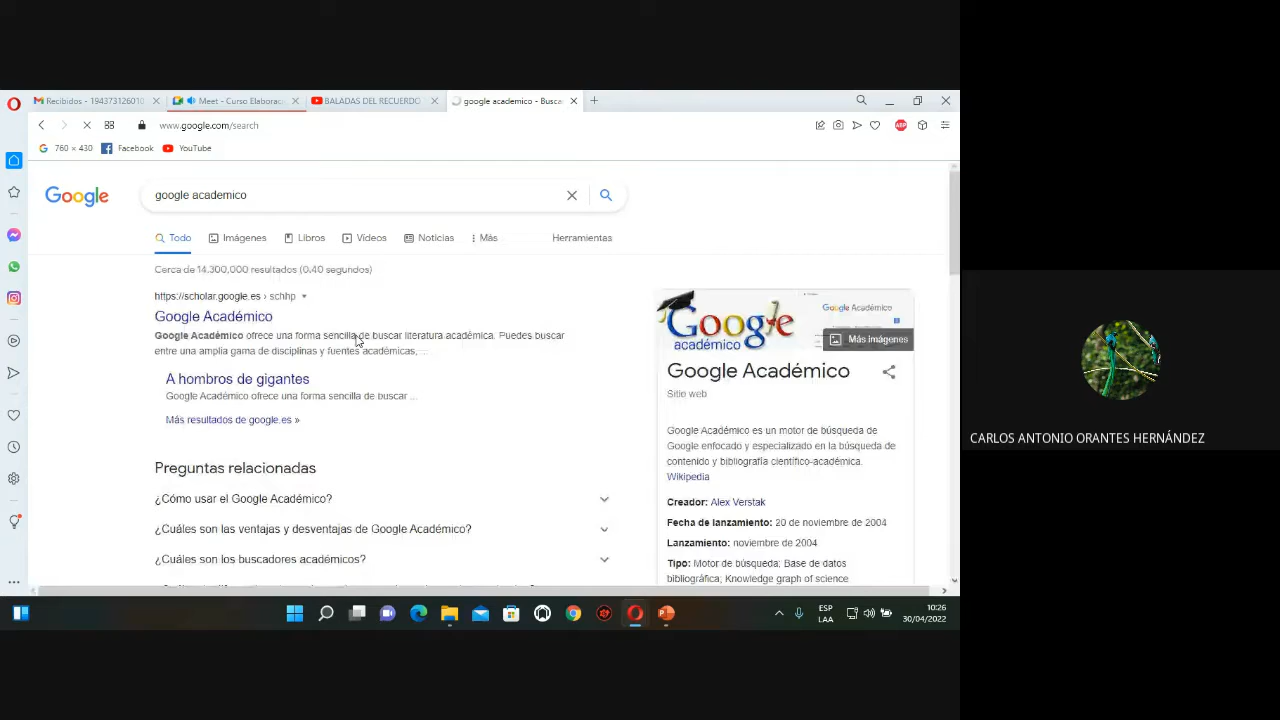 Recibidos - 194373126010
Meet - Curso Elaborac
BALADAS DEL RECUERDO
google academico - Busca
www.google.com/search
ABP
760 × 430
Facebook
YouTube
Google
google academico
Todo
Imágenes
Libros
Vídeos
Noticias
Más
Herramientas
Cerca de 14,300,000 resultados (0.40 segundos)
https://scholar.google.es › schhp
Google Académico
Google Académico ofrece una forma sencilla de buscar literatura académica. Puedes buscar
entre una amplia gama de disciplinas y fuentes académicas, ...
A hombros de gigantes
Google Académico ofrece una forma sencilla de buscar ...
Más resultados de google.es »
Preguntas relacionadas
¿Cómo usar el Google Académico?
¿Cuáles son las ventajas y desventajas de Google Académico?
¿Cuáles son los buscadores académicos?
Google
académico
Google Académico
Más imágenes
Google Académico
Sitio web
Google Académico es un motor de búsqueda de
Google enfocado y especializado en la búsqueda de
contenido y bibliografía científico-académica.
Wikipedia
Creador: Alex Verstak
Fecha de lanzamiento: 20 de noviembre de 2004
Lanzamiento: noviembre de 2004
Tipo: Motor de búsqueda; Base de datos
bibliográfica; Knowledge graph of science
ESP
LAA
10:26
30/04/2022
CARLOS ANTONIO ORANTES HERNÁNDEZ